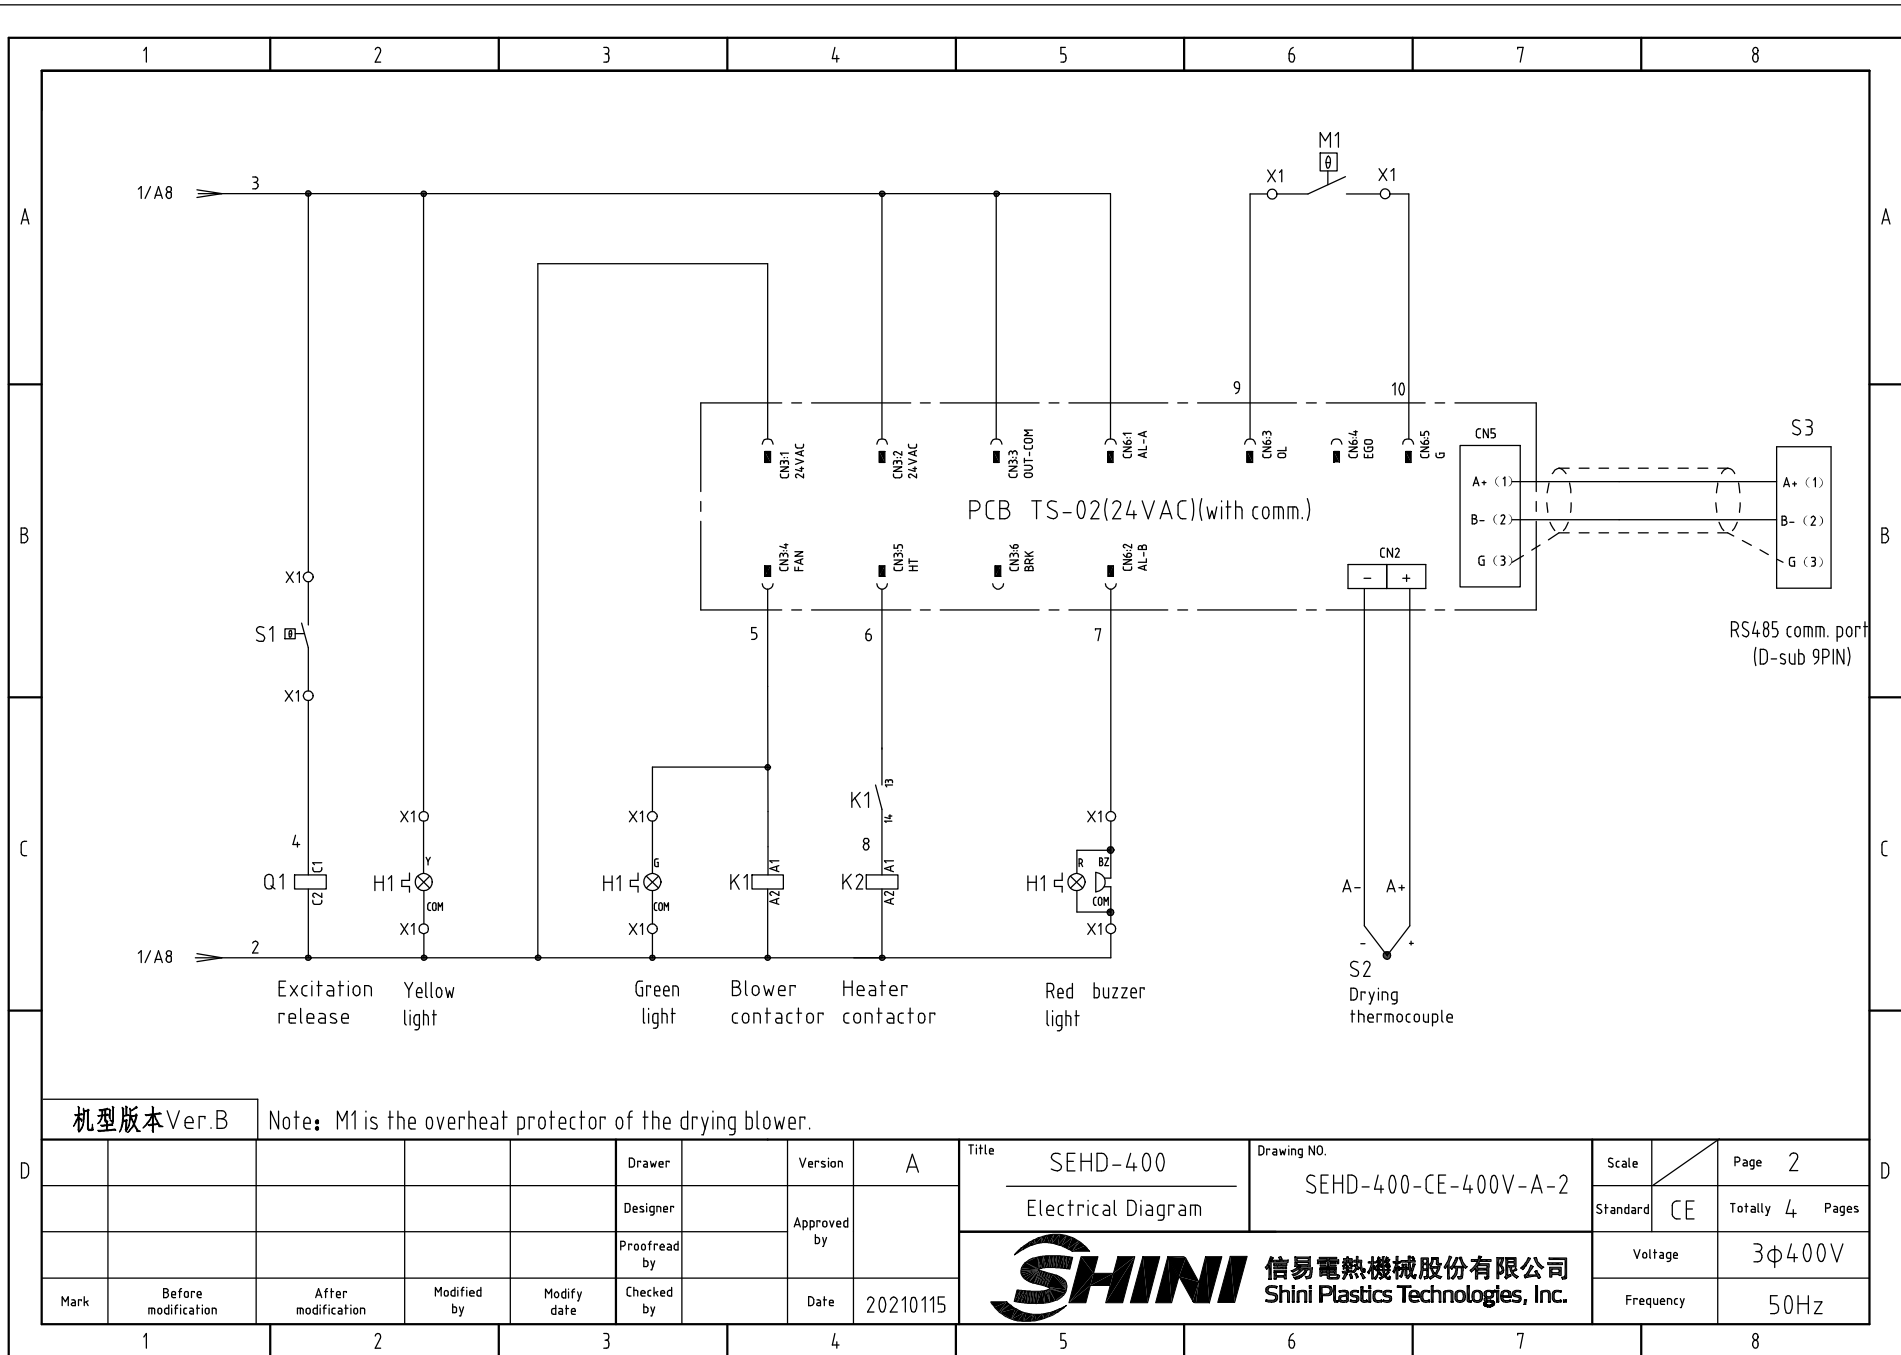 1 2 3 4 5 6 7 8
M1
θ
X1 X1
1/A8 3
A A
9 10
CN3:1
24VAC
CN3:2
24VAC
CN3:3
OUT-COM
CN6:1
AL-A
CN6:3
OL
CN6:4
EGO
CN6:5
G
CN5
S3
A+ (1) A+ (1)
PCB TS-02(24VAC)(with comm.)
B- (2) B- (2)
B B
CN3:4
FAN
CN3:5
HT
CN3:6
BRK
CN6:2
AL-B
CN2
- +
G (3) G (3)
X1
S1 θ
5 6 7
RS485 comm. port
(D-sub 9PIN)
X1
K1 13
14
X1 X1 X1
4 8
C C
Q1 C1
C2
H1 Y
COM
H1 G
COM
K1 A1
A2
K2 A1
A2
H1 R BZ
COM
A- A+
X1 X1 X1
- +
1/A8 2
S2
Drying
thermocouple
Excitation
release
Yellow
light
Green
light
Blower
contactor
Heater
contactor
Red buzzer
light
机型版本Ver.B
Note: M1 is the overheat protector of the drying blower.
D D
Drawer Version A
Title SEHD-400
Electrical Diagram
Drawing NO.
SEHD-400-CE-400V-A-2
Scale Page 2
Designer
Approved
by
Standard CE Totally 4 Pages
Proofread
by
SHINI
信易電熱機械股份有限公司
Shini Plastics Technologies, Inc.
Voltage 3φ400V
Mark
Before
modification
After
modification
Modified
by
Modify
date
Checked
by
Date 20210115
Frequency 50Hz
1 2 3 4 5 6 7 8